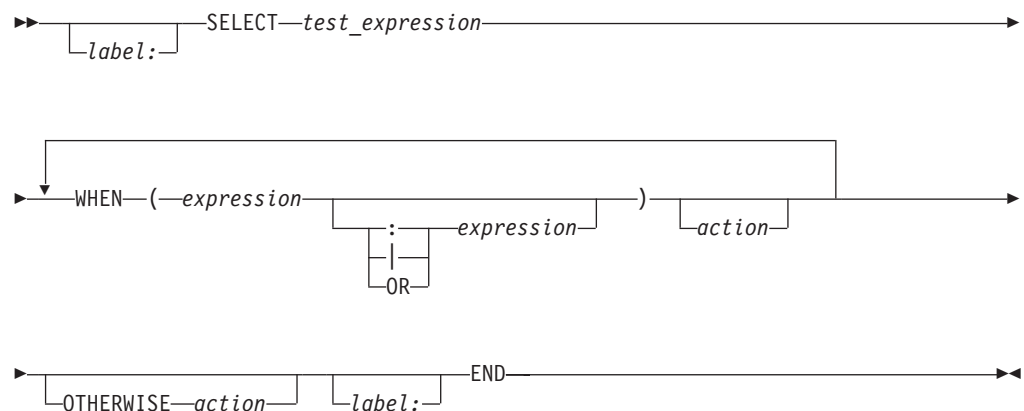 SELECT test_expression
label:
WHEN ( expression )
: expression action
|
OR
END
OTHERWISE action label: